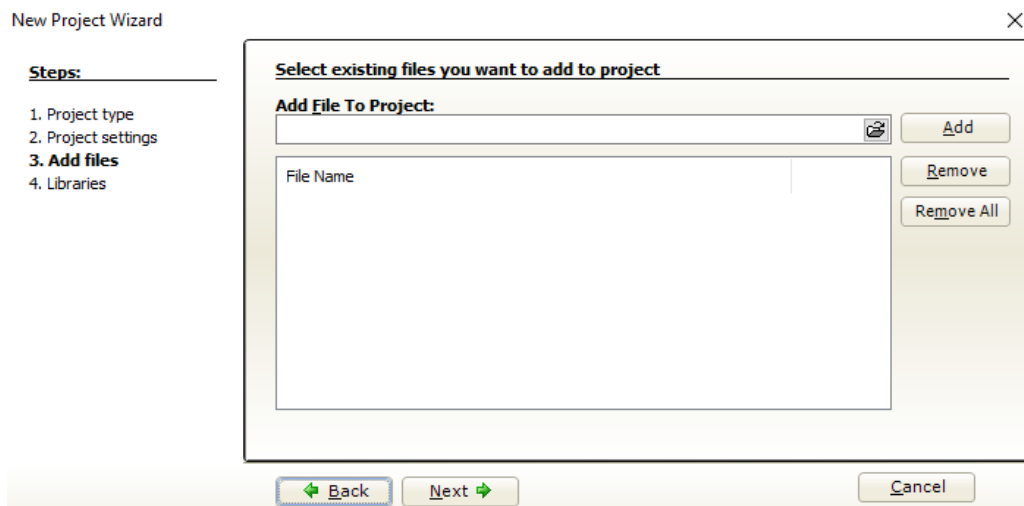 New Project Wizard
Steps:
1. Project type
2. Project settings
3. Add files
4. Libraries
Select existing files you want to add to project
Add File To Project:
Add
File Name
Remove
Remove All
Back
Next
Cancel